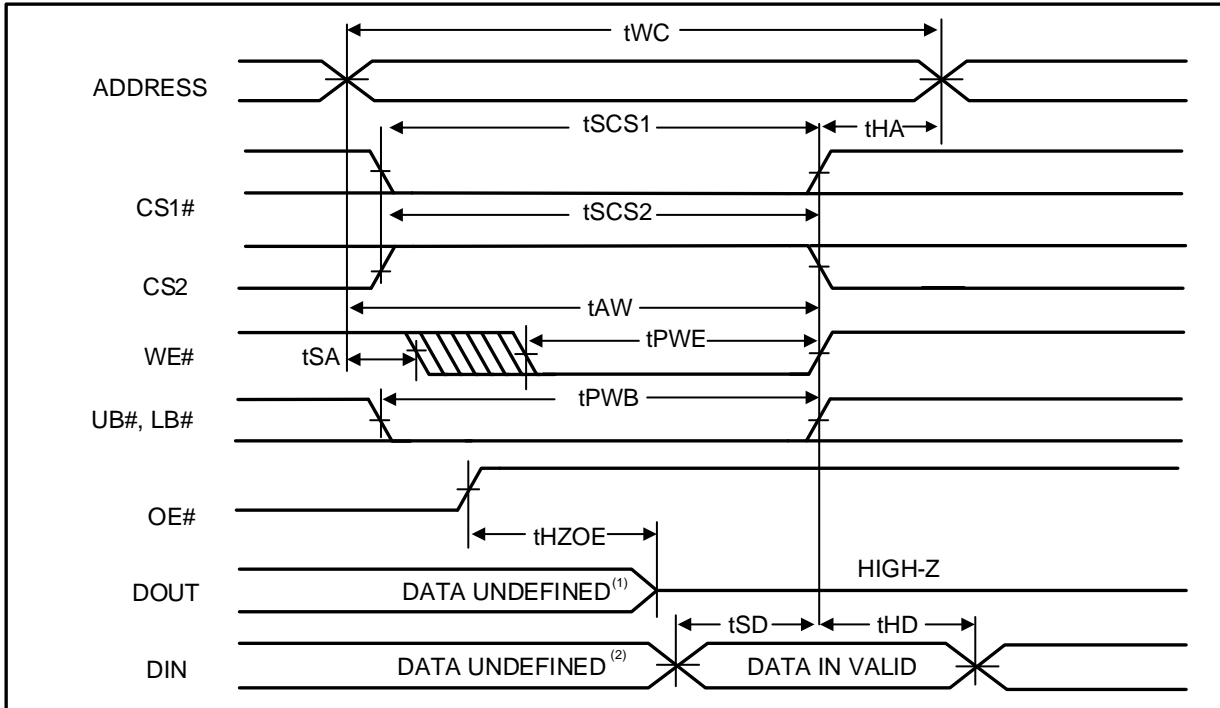 tWC
ADDRESS
tSCS1
tHA
CS1#
tSCS2
CS2
tAW
WE#
tSA
tPWE
tPWB
UB#, LB#
OE#
tHZOE
DOUT
DATA UNDEFINED(1)
HIGH-Z
tSD
tHD
DIN
DATA UNDEFINED (2)
DATA IN VALID